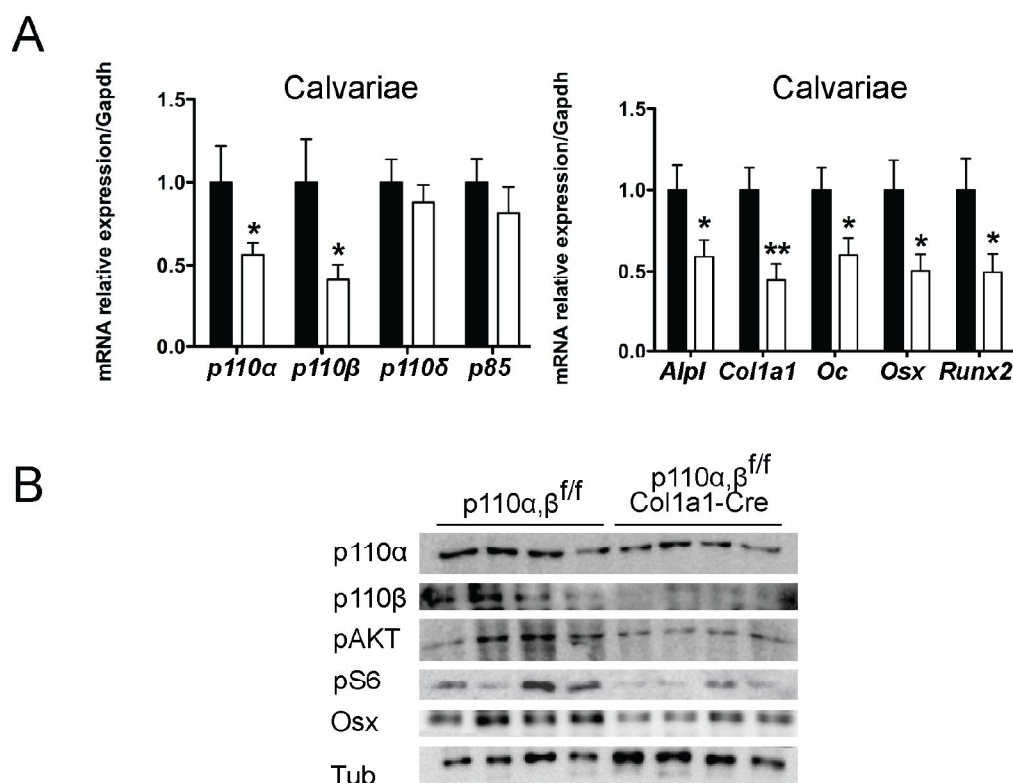 A
Calvariae
mRNA relative expression/Gapdh
1.5
1.0
0.5
0.0
*
*
p110α p110β p110δ p85
Calvariae
mRNA relative expression/Gapdh
1.5
1.0
0.5
0.0
*
**
*
*
*
Alpl Col1a1 Oc Osx Runx2
B
p110α,βf/f
p110α,βf/f
Col1a1-Cre
p110α
p110β
pAKT
pS6
Osx
Tub